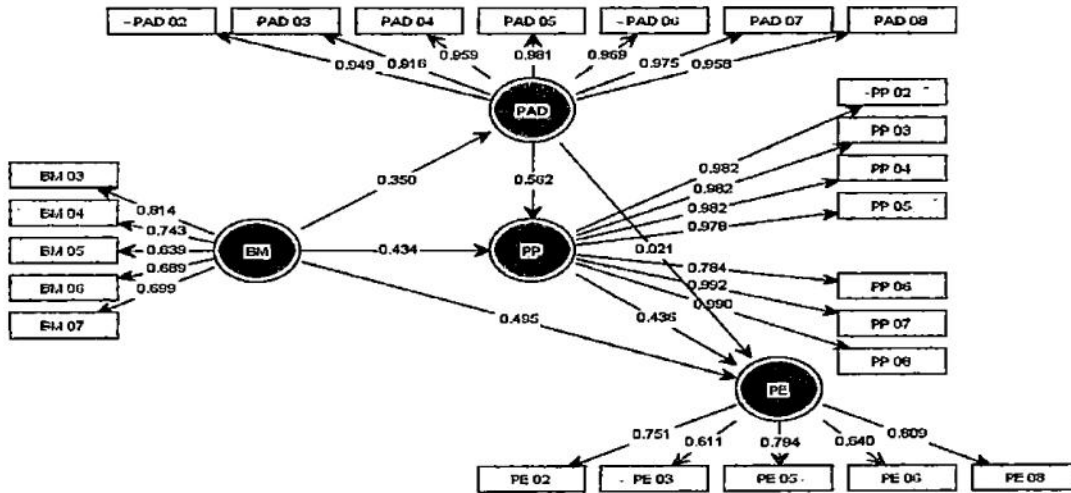 -PAD 02 PAD 03 PAD 04 PAD 05 -PAD 06 PAD 07 PAD 08
0.949 0.916 0.959 0.981 0.969 0.975 0.958
PAD
-PP 02
PP 03
PP 04
PP 05
0.982
0.982
0.982
0.978
0.350
0.562
BM 03
BM 04
BM 05
BM 06
BM 07
0.814
0.743
0.639
0.689
0.699
BM
0.434
PP
0.021
0.784
0.992
0.990
PP 06
PP 07
PP 08
0.495
0.436
PE
0.751 0.611 0.794 0.640 0.809
PE 02 - PE 03 PE 05 - PE 06 PE 08